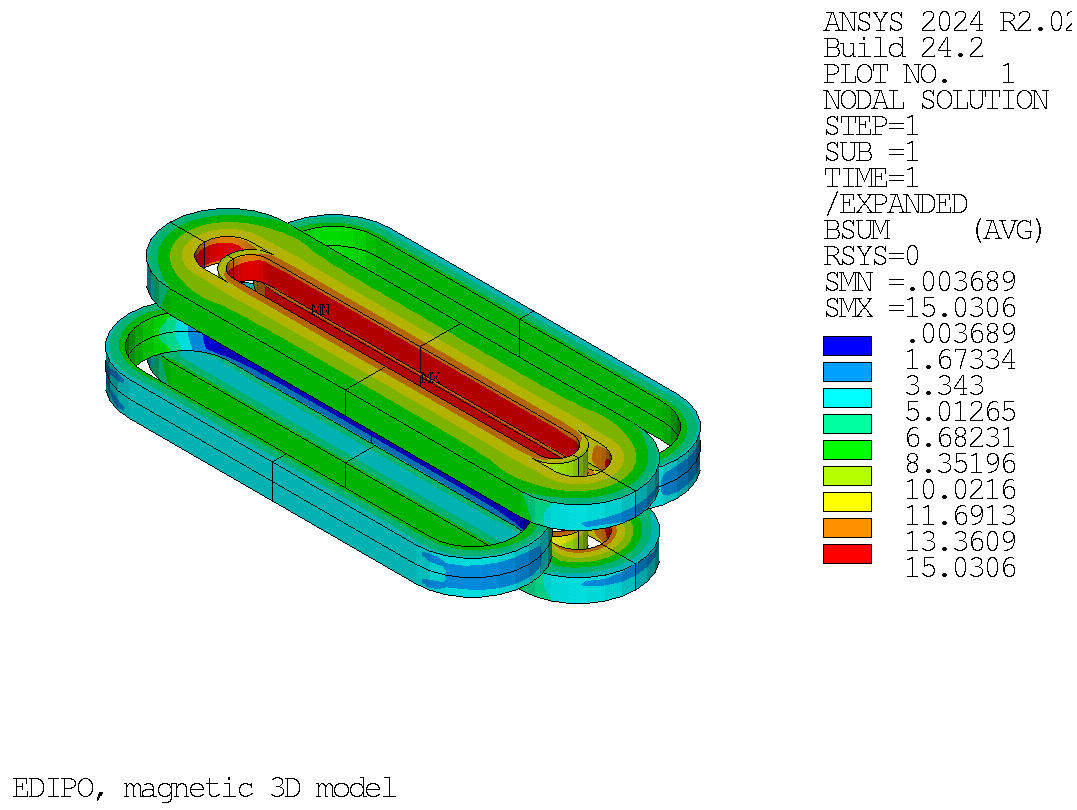 ANSYS 2024 R2.02
Build 24.2
PLOT NO. 1
NODAL SOLUTION
STEP=1
SUB =1
TIME=1
/EXPANDED
BSUM (AVG)
RSYS=0
SMN =.003689
SMX =15.0306
.003689
1.67334
3.343
5.01265
6.68231
8.35196
10.0216
11.6913
13.3609
15.0306
MN
MX
EDIPO, magnetic 3D model